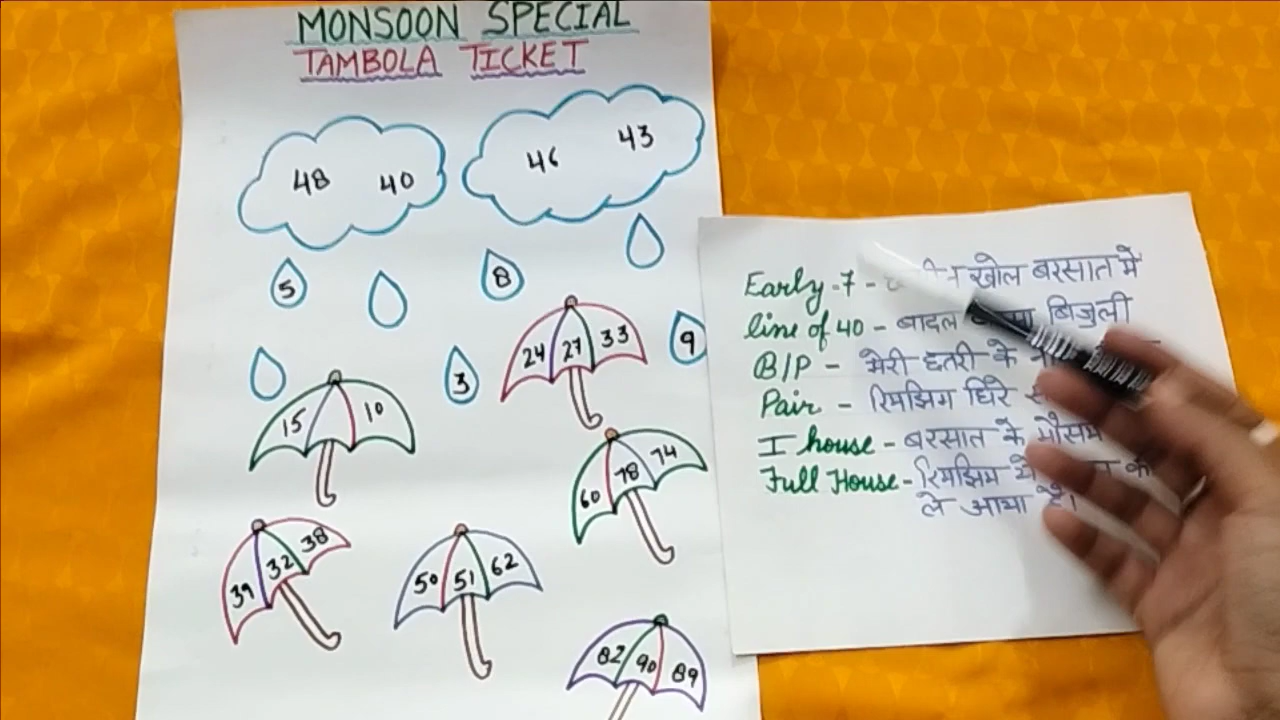 MONSOON SPECIAL
TAMBOLA TICKET
48 40
46 43
5
8
3
9
24 27 33
15 10
60 78 74
39 32 38
50 51 62
82 90 89
Early-7 - खोल बरसात में
line of 40 - बादल बिजुली
B/P - मेरी छतरी के
Pair - रिमझिम घिरे
I house - बरसात के मौसम
Full House - रिमझिम ये
ले आया है।